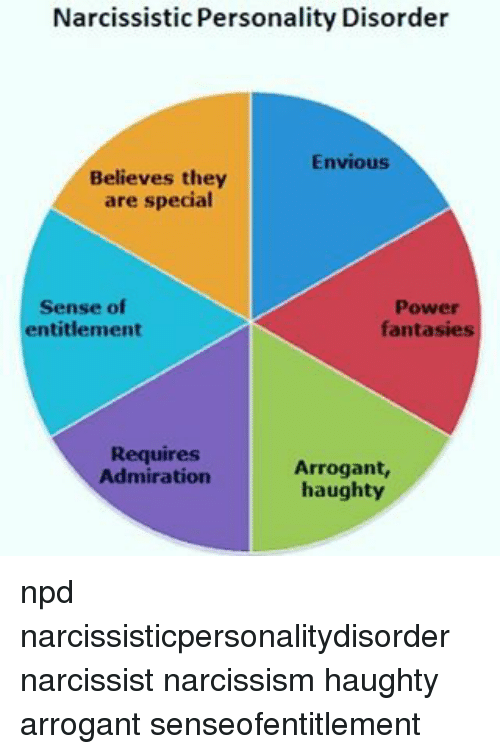 Narcissistic Personality Disorder
Envious
Believes they
are special
Sense of
entitlement
Power
fantasies
Requires
Admiration
Arrogant,
haughty
npd
narcissisticpersonalitydisorder
narcissist narcissism haughty
arrogant senseofentitlement